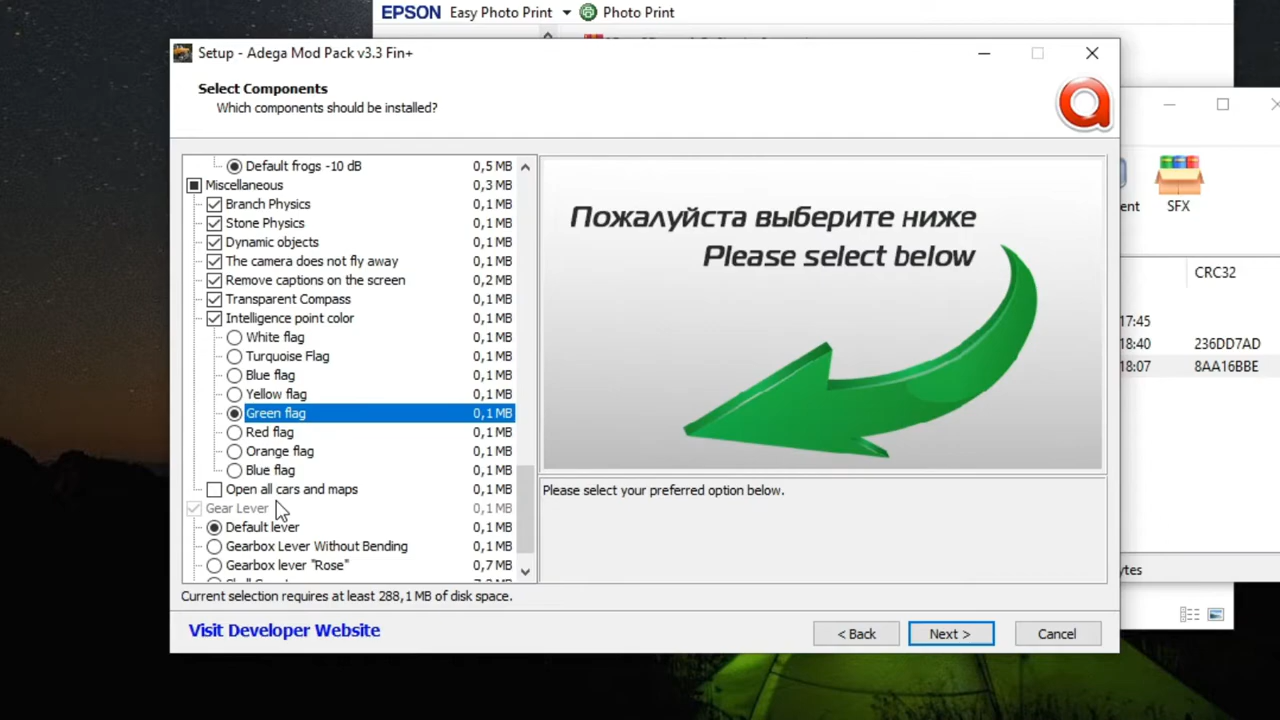 EPSON Easy Photo Print Photo Print
Setup - Adega Mod Pack v3.3 Fin+
Select Components
Which components should be installed?
Default frogs -10 dB 0,5 MB
Miscellaneous 0,3 MB
Branch Physics 0,1 MB
Stone Physics 0,1 MB
Dynamic objects 0,1 MB
The camera does not fly away 0,1 MB
Remove captions on the screen 0,2 MB
Transparent Compass 0,1 MB
Intelligence point color 0,1 MB
White flag 0,1 MB
Turquoise Flag 0,1 MB
Blue flag 0,1 MB
Yellow flag 0,1 MB
Green flag 0,1 MB
Red flag 0,1 MB
Orange flag 0,1 MB
Blue flag 0,1 MB
Open all cars and maps 0,1 MB
Gear Lever 0,1 MB
Default lever 0,1 MB
Gearbox Lever Without Bending 0,1 MB
Gearbox lever "Rose" 0,7 MB
Пожалуйста выберите ниже
Please select below
Please select your preferred option below.
Current selection requires at least 288,1 MB of disk space.
Visit Developer Website
< Back
Next >
Cancel
ent SFX
CRC32
17:45
18:40 236DD7AD
18:07 8AA16BBE
ytes